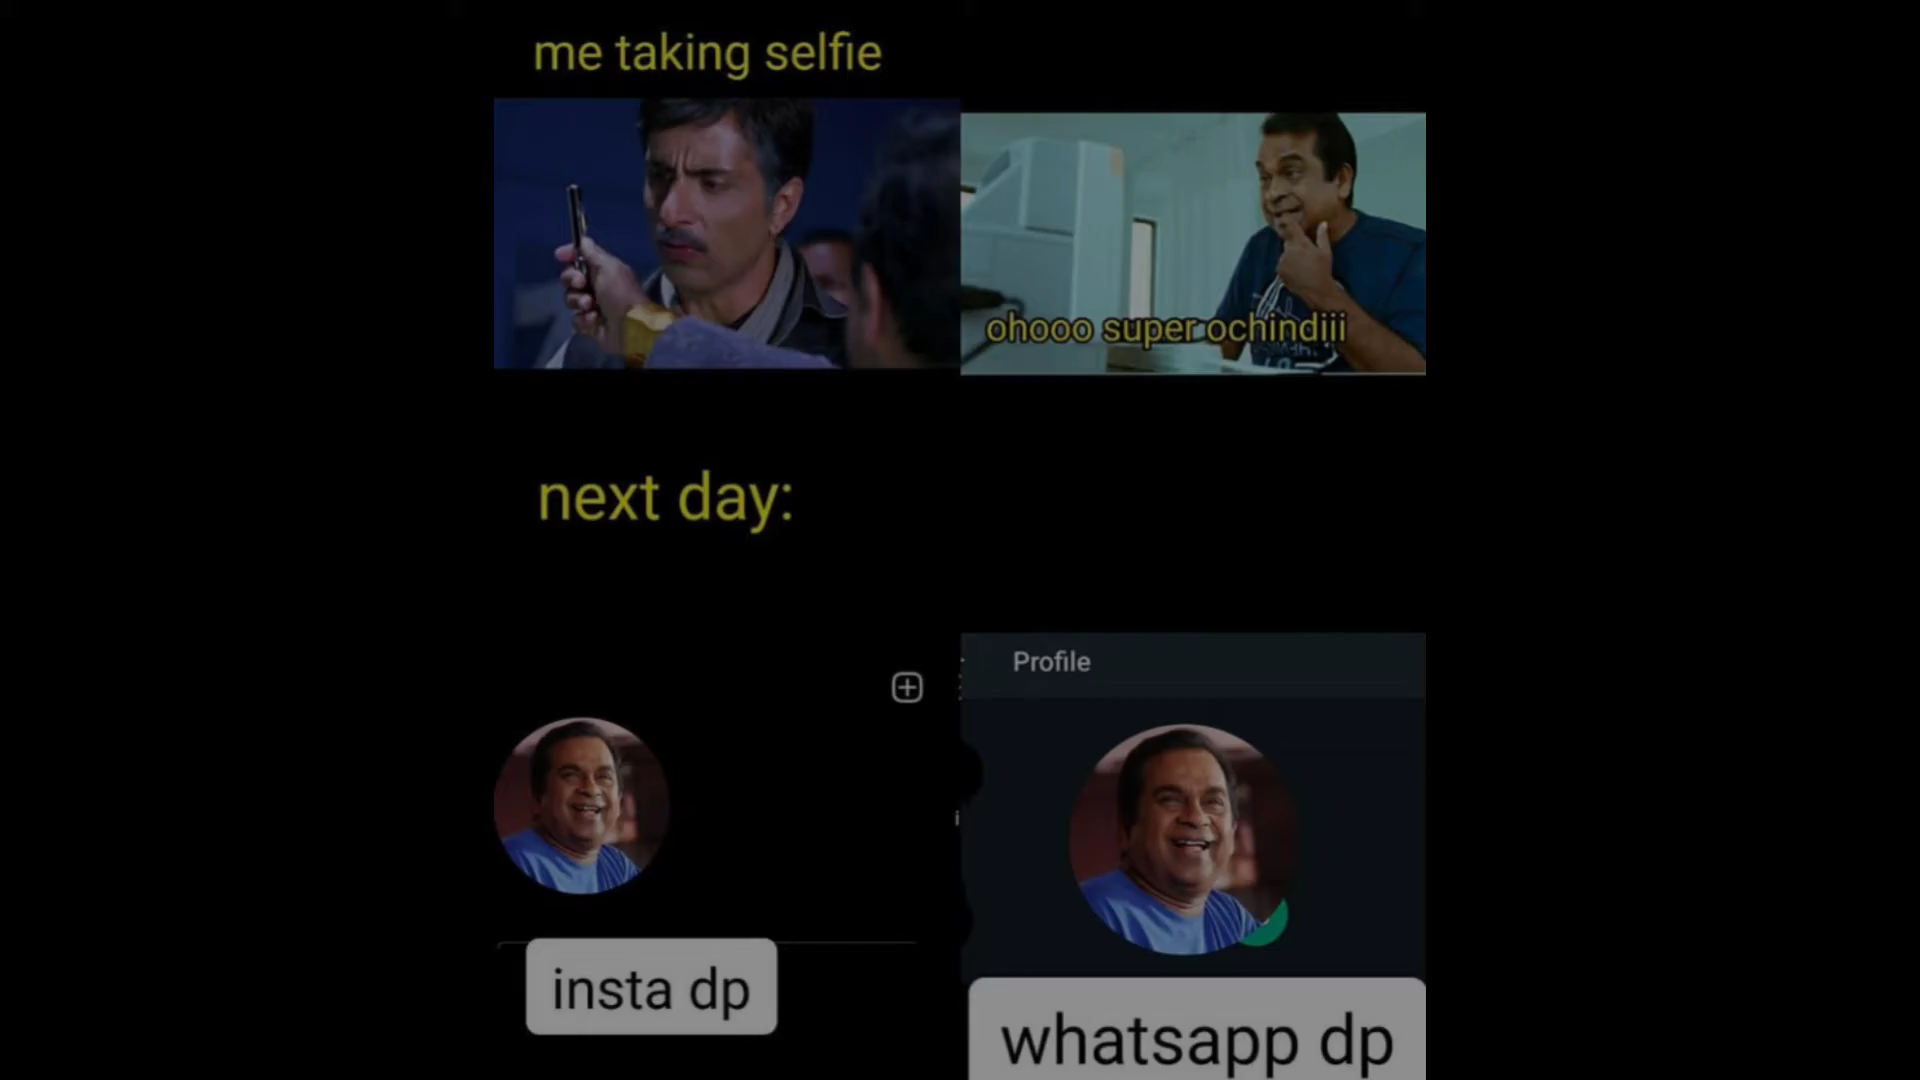 me taking selfie
ohooo super ochindiii
next day:
Profile
insta dp
whatsapp dp